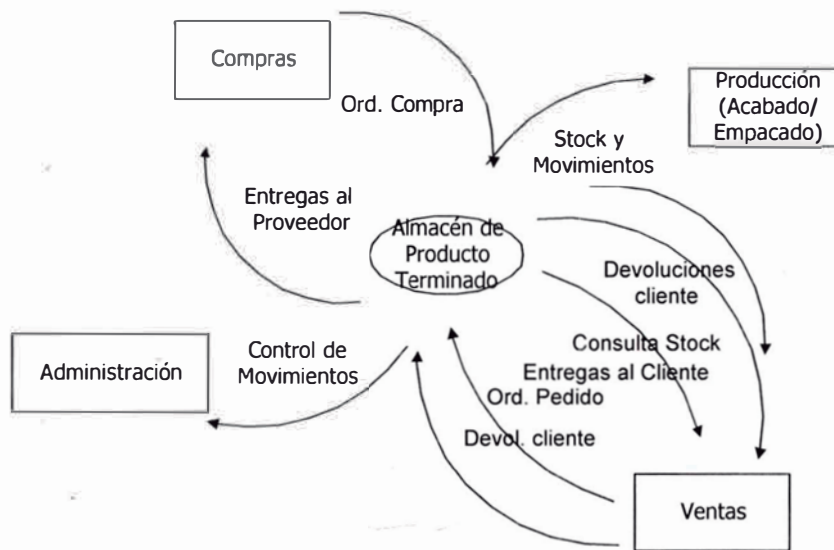 Compras
Ord. Compra
Producción
(Acabado/
Empacado)
Stock y
Movimientos
Entregas al
Proveedor
Almacén de
Producto
Terminado
Devoluciones
cliente
Consulta Stock
Entregas al Cliente
Ord. Pedido
Devol. cliente
Control de
Movimientos
Administración
Ventas